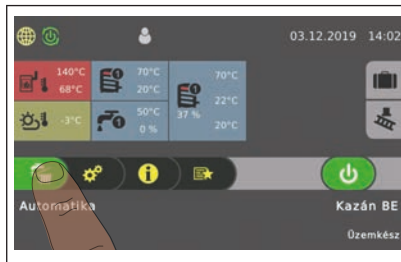 03.12.2019 14:02
140°C
68°C
70°C
20°C
70°C
22°C
37 %
20°C
-3°C
50°C
0 %
Automatika
Kazán BE
Üzemkész